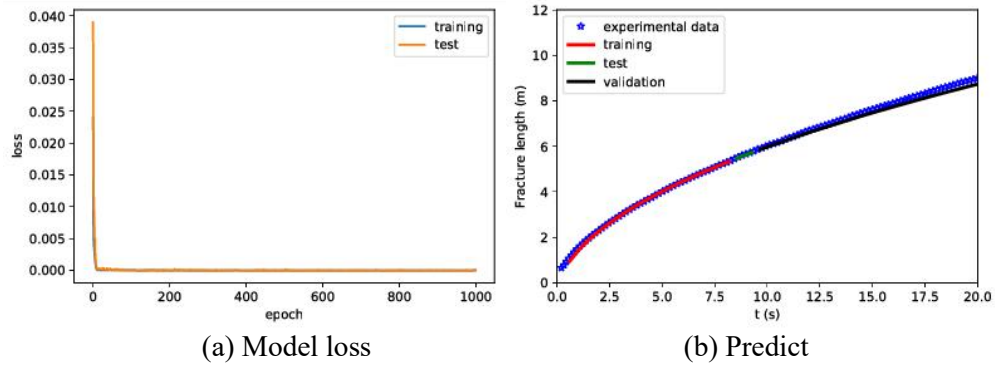 0.040
0.035
0.030
0.025
0.020
0.015
0.010
0.005
0.000
loss
0 200 400 600 800 1000
epoch
training
test
(a) Model loss
12
10
8
6
4
2
0
Fracture length (m)
0.0 2.5 5.0 7.5 10.0 12.5 15.0 17.5 20.0
t (s)
experimental data
training
test
validation
(b) Predict